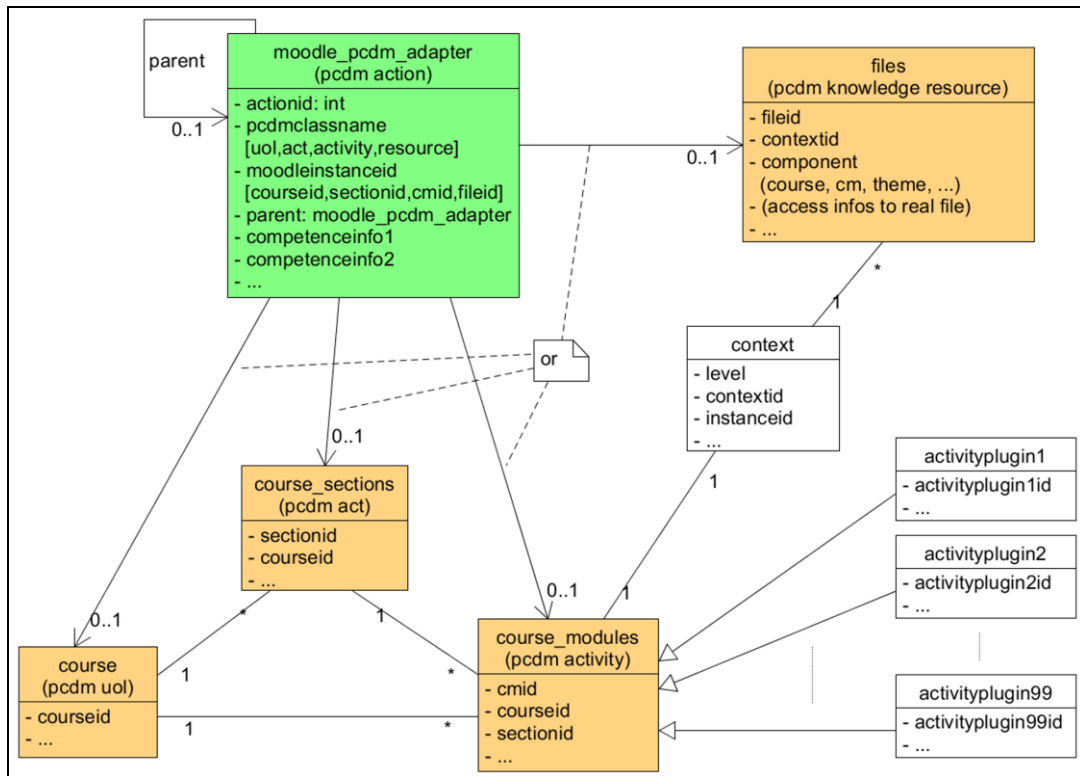 parent
0..1
moodle_pcdm_adapter
(pcdm action)
- actionid: int
- pcdmclassname
[uol,act,activity,resource]
- moodleinstanceid
[courseid,sectionid,cmid,fileid]
- parent: moodle_pcdm_adapter
- competenceinfo1
- competenceinfo2
- ...
0..1
files
(pcdm knowledge resource)
- fileid
- contextid
- component
(course, cm, theme, ...)
- (access infos to real file)
- ...
*
1
context
- level
- contextid
- instanceid
- ...
1
1
or
0..1
course_sections
(pcdm act)
- sectionid
- courseid
- ...
*
1
1
*
0..1
course
(pcdm uol)
- courseid
- ...
1
*
0..1
course_modules
(pcdm activity)
- cmid
- courseid
- sectionid
- ...
activityplugin1
- activityplugin1id
- ...
activityplugin2
- activityplugin2id
- ...
activityplugin99
- activityplugin99id
- ...